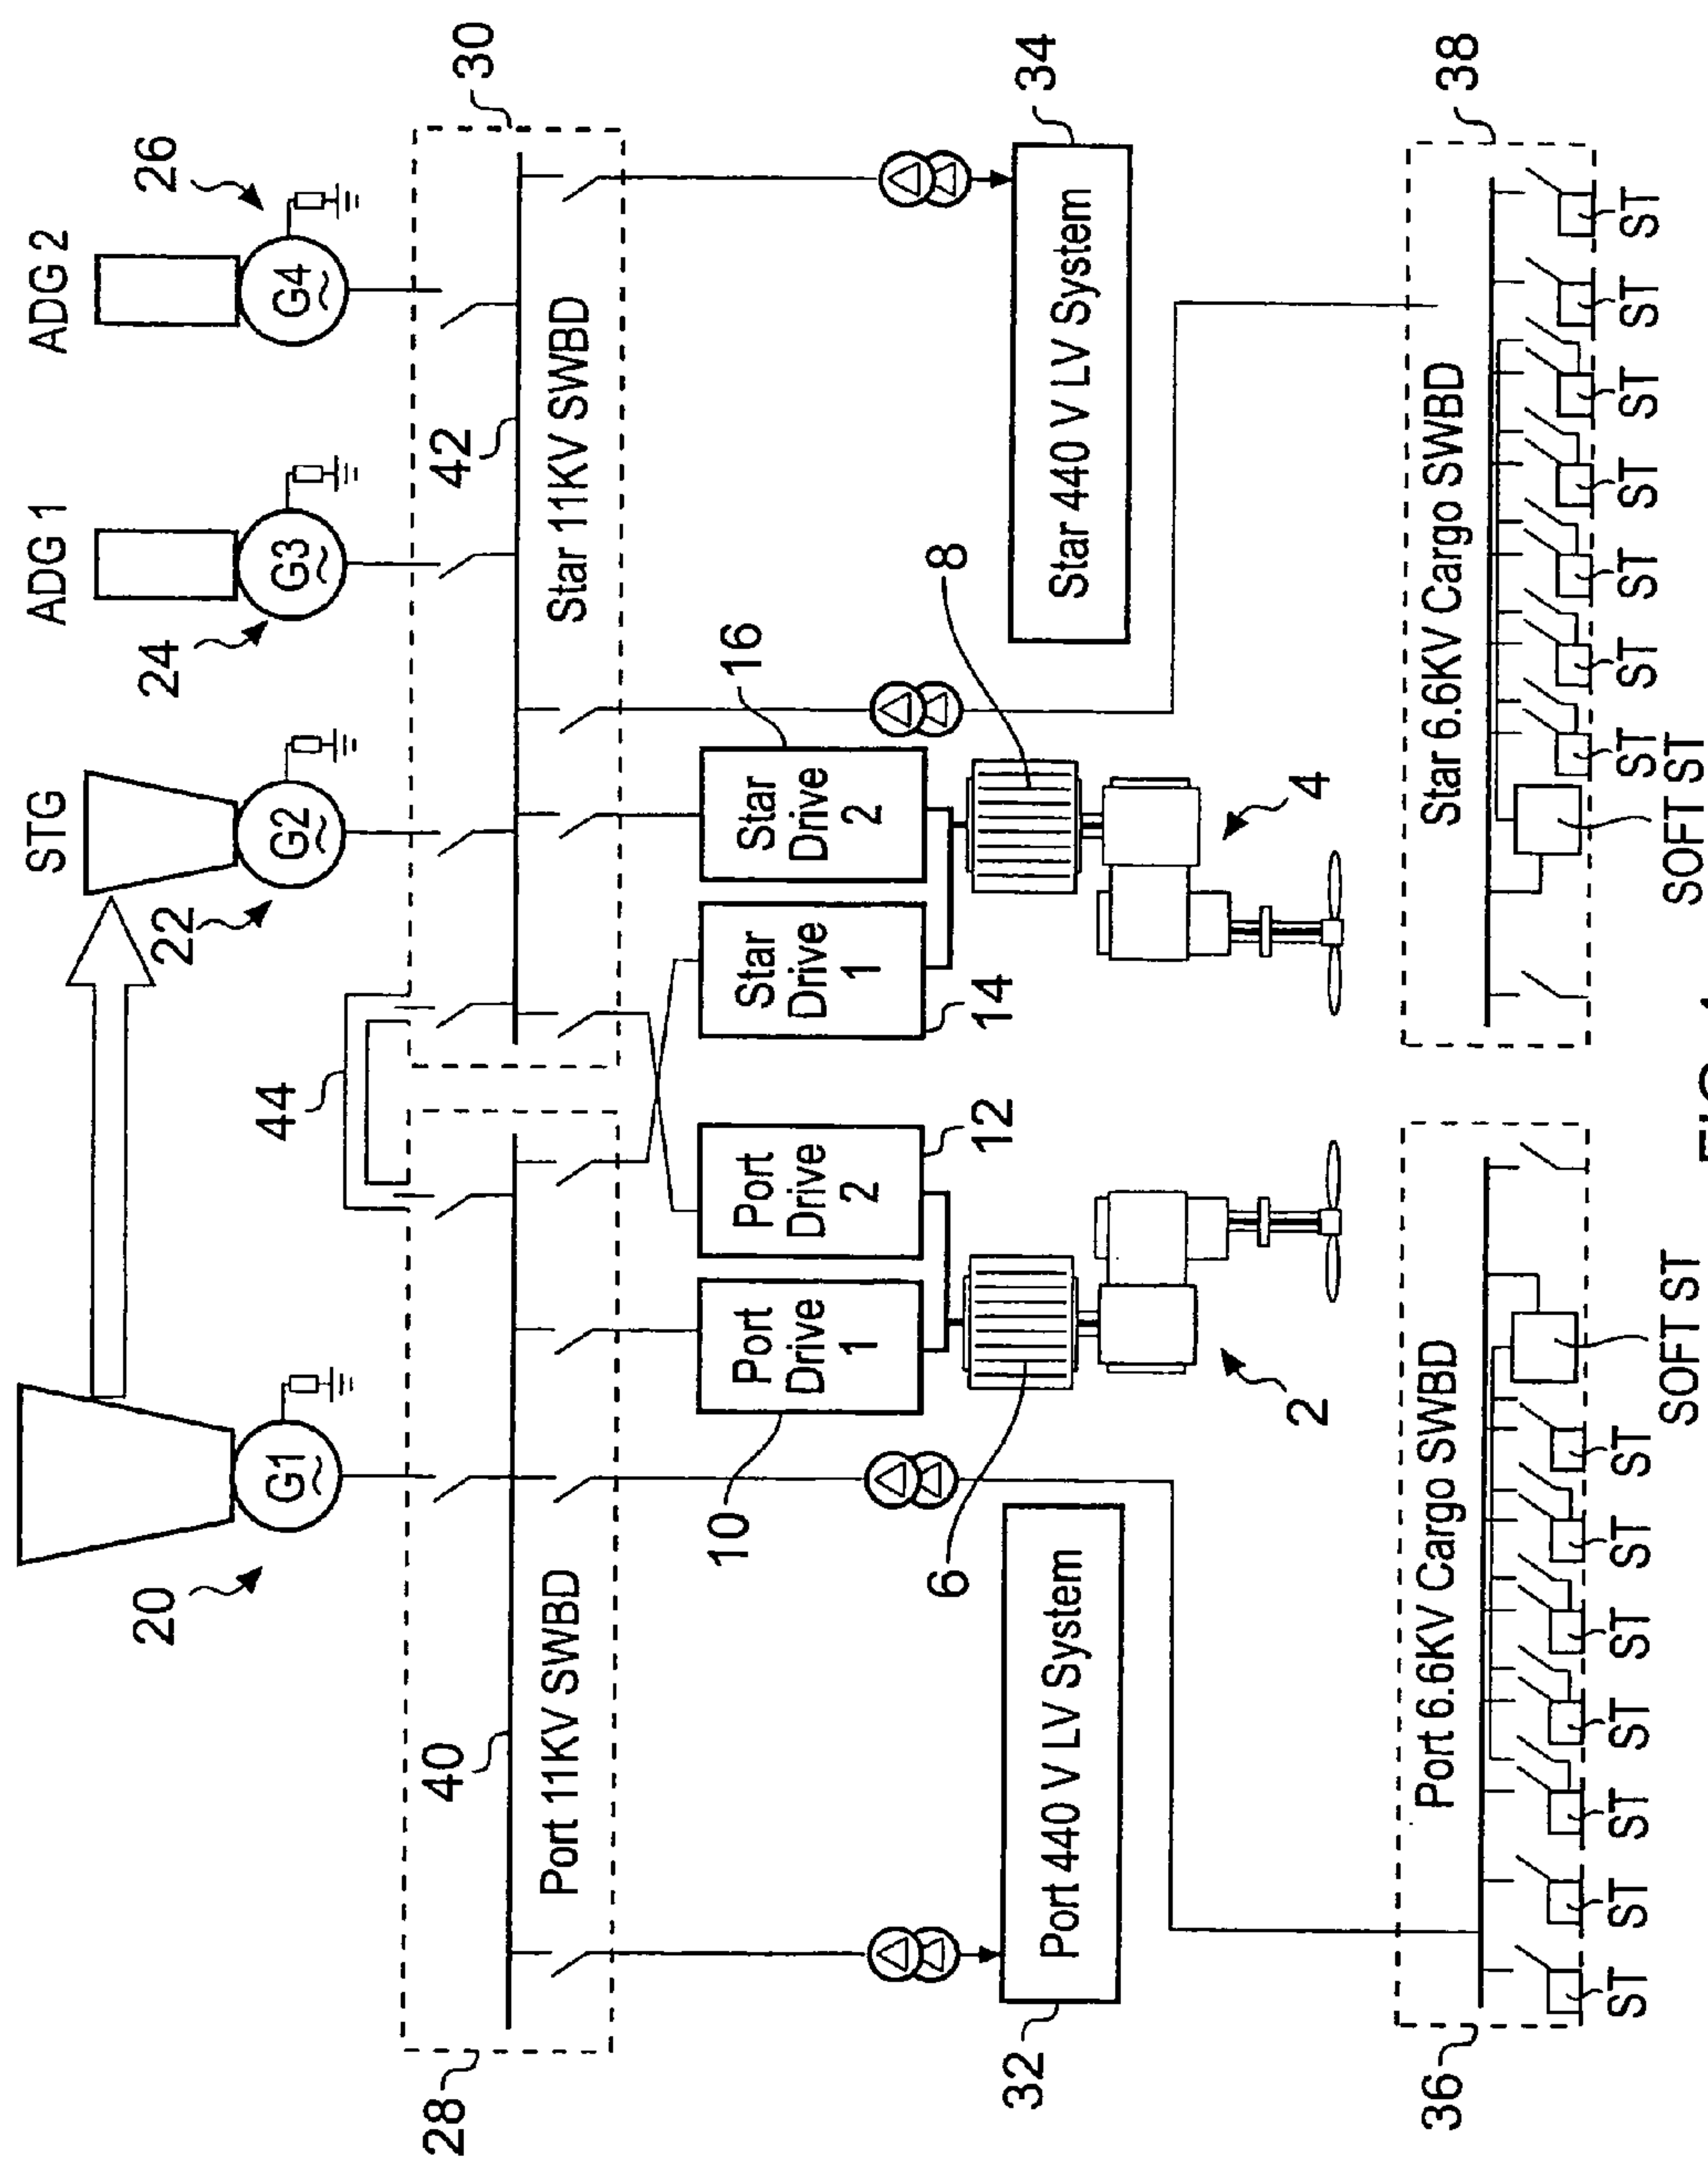 STG
ADG 1
ADG 2
20
G1
22
G2
24
G3
26
G4
44
28
40
Port 11KV SWBD
30
42
Star 11KV SWBD
10
Port
Drive
1
Port
Drive
2
12
14
Star
Drive
1
Star
Drive
2
16
6
8
2
4
32
Port 440 V LV System
34
Star 440 V LV System
36
Port 6.6KV Cargo SWBD
38
Star 6.6KV Cargo SWBD
ST
ST
ST
ST
ST
ST
ST
SOFT ST
SOFT ST
ST
ST
ST
ST
ST
ST
ST